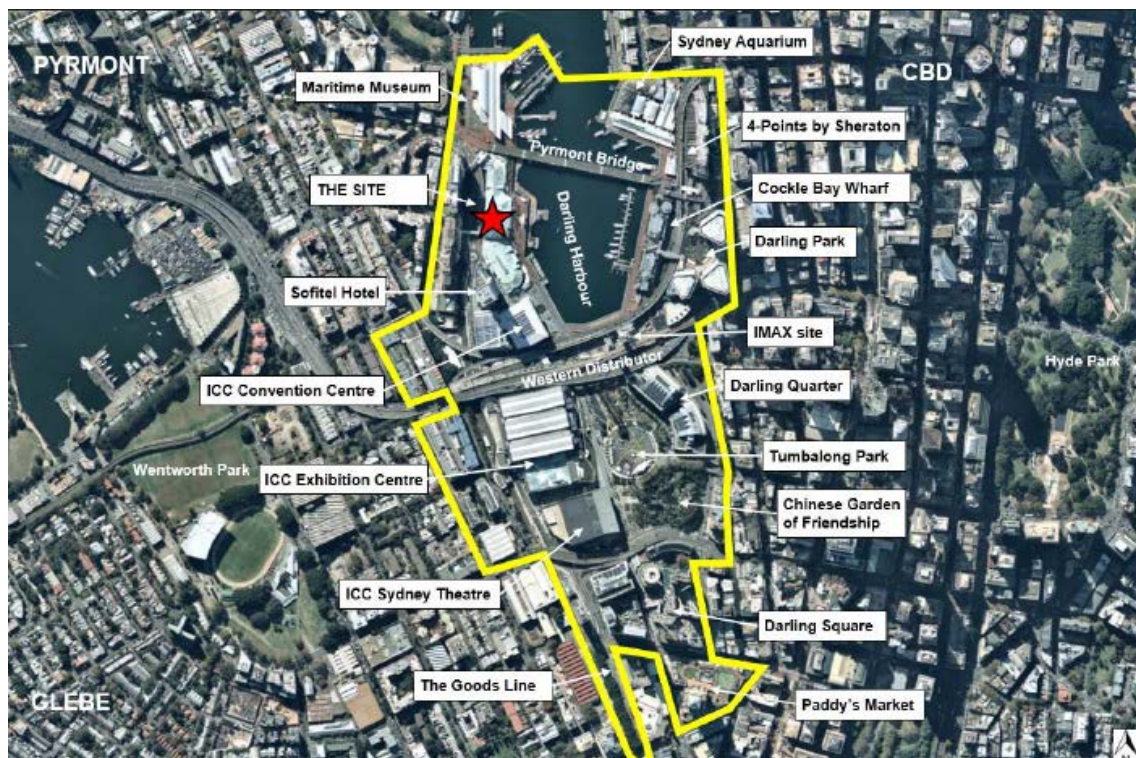 PYRMONT
Sydney Aquarium
CBD
Maritime Museum
4-Points by Sheraton
Pyrmont Bridge
THE SITE
Cockle Bay Wharf
Darling Harbour
Darling Park
Sofitel Hotel
IMAX site
Hyde Park
Western Distributor
ICC Convention Centre
Darling Quarter
Wentworth Park
Tumbalong Park
ICC Exhibition Centre
Chinese Garden
of Friendship
ICC Sydney Theatre
Darling Square
The Goods Line
GLEBE
Paddy's Market